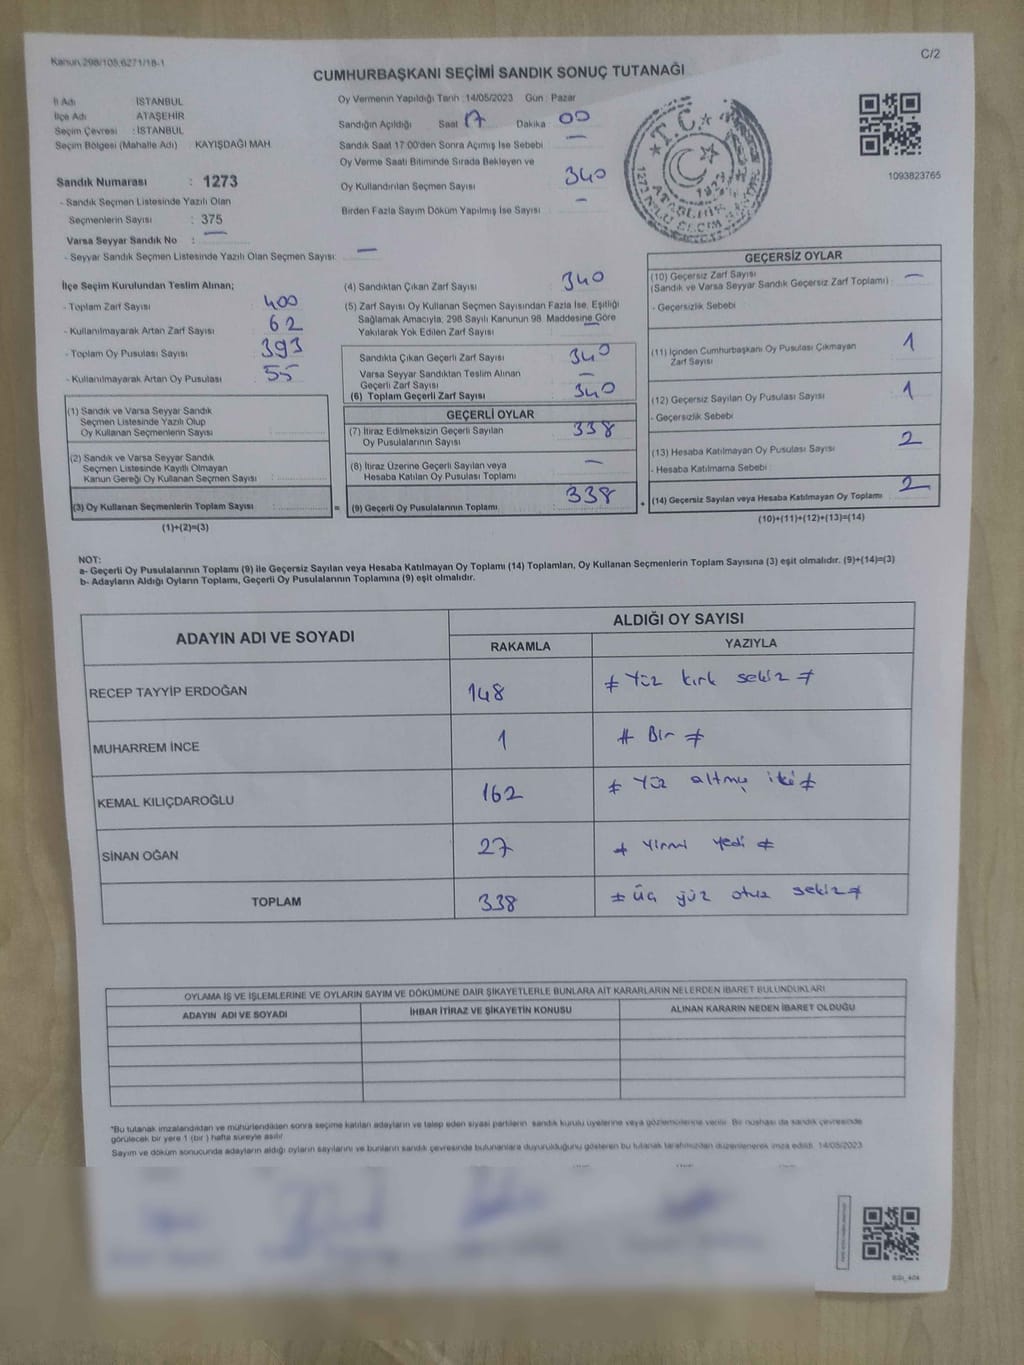 Kanun.298/105,6271/18-1
C/2
CUMHURBAŞKANI SEÇİMİ SANDIK SONUÇ TUTANAĞI
İl Adı İSTANBUL
İlçe Adı ATAŞEHİR
Seçim Çevresi : İSTANBUL
Seçim Bölgesi (Mahalle Adı) : KAYIŞDAĞI MAH
Sandık Numarası : 1273
- Sandık Seçmen Listesinde Yazılı Olan
Seçmenlerin Sayısı : 375
Varsa Seyyar Sandık No : —
- Seyyar Sandık Seçmen Listesinde Yazılı Olan Seçmen Sayısı: —
Oy Vermenin Yapıldığı Tarih :14/05/2023 Gün : Pazar
Sandığın Açıldığı Saat 17 Dakika 00
Sandık Saat 17:00'den Sonra Açımış İse Sebebi —
Oy Verme Saati Bitiminde Sırada Bekleyen ve
Oy Kullandırılan Seçmen Sayısı 340
Birden Fazla Sayım Döküm Yapılmış İse Sayısı -
T.C.
ATAŞEHİR
1273 NOLU SEÇİM
1093823765
İlçe Seçim Kurulundan Teslim Alınan;
- Toplam Zarf Sayısı : 400
- Kullanılmayarak Artan Zarf Sayısı : 62
- Toplam Oy Pusulası Sayısı : 393
- Kullanılmayarak Artan Oy Pusulası : 55
(1) Sandık ve Varsa Seyyar Sandık
Seçmen Listesinde Yazılı Olup
Oy Kullanan Seçmenlerin Sayısı :
(2) Sandık ve Varsa Seyyar Sandık
Seçmen Listesinde Kayıtlı Olmayan
Kanun Gereği Oy Kullanan Seçmen Sayısı :
(3) Oy Kullanan Seçmenlerin Toplam Sayısı :
(1)+(2)=(3)
(4) Sandıktan Çıkan Zarf Sayısı : 340
(5) Zarf Sayısı Oy Kullanan Seçmen Sayısından Fazla İse, Eşitliği
Sağlamak Amacıyla; 298 Sayılı Kanunun 98. Maddesine Göre
Yakılarak Yok Edilen Zarf Sayısı : —
Sandıkta Çıkan Geçerli Zarf Sayısı : 340
Varsa Seyyar Sandıktan Teslim Alınan
Geçerli Zarf Sayısı : —
(6) Toplam Geçerli Zarf Sayısı : 340
GEÇERLİ OYLAR
(7) İtiraz Edilmeksizin Geçerli Sayılan
Oy Pusulalarının Sayısı : 338
(8) İtiraz Üzerine Geçerli Sayılan veya
Hesaba Katılan Oy Pusulası Toplamı : —
(9) Geçerli Oy Pusulalarının Toplamı : 338
GEÇERSİZ OYLAR
(10) Geçersiz Zarf Sayısı
(Sandık ve Varsa Seyyar Sandık Geçersiz Zarf Toplamı) : —
- Geçersizlik Sebebi :
(11) İçinden Cumhurbaşkanı Oy Pusulası Çıkmayan
Zarf Sayısı : 1
(12) Geçersiz Sayılan Oy Pusulası Sayısı : 1
- Geçersizlik Sebebi :
(13) Hesaba Katılmayan Oy Pusulası Sayısı : 2
- Hesaba Katılmama Sebebi :
(14) Geçersiz Sayılan veya Hesaba Katılmayan Oy Toplamı : 2
(10)+(11)+(12)+(13)=(14)
NOT:
a- Geçerli Oy Pusulalarının Toplamı (9) ile Geçersiz Sayılan veya Hesaba Katılmayan Oy Toplamı (14) Toplamları, Oy Kullanan Seçmenlerin Toplam Sayısına (3) eşit olmalıdır. (9)+(14)=(3)
b- Adayların Aldığı Oyların Toplamı, Geçerli Oy Pusulalarının Toplamına (9) eşit olmalıdır.
ADAYIN ADI VE SOYADI ALDIĞI OY SAYISI
RAKAMLA YAZIYLA
RECEP TAYYİP ERDOĞAN 148 # Yüz kırk sekiz #
MUHARREM İNCE 1 # Bir #
KEMAL KILIÇDAROĞLU 162 # Yüz altmış iki #
SİNAN OĞAN 27 # Yirmi yedi #
TOPLAM 338 # Üç yüz otuz sekiz #
OYLAMA İŞ VE İŞLEMLERİNE VE OYLARIN SAYIM VE DÖKÜMÜNE DAİR ŞİKAYETLERLE BUNLARA AİT KARARLARIN NELERDEN İBARET BULUNDUKLARI
ADAYIN ADI VE SOYADI İHBAR İTİRAZ VE ŞİKAYETİN KONUSU ALINAN KARARIN NEDEN İBARET OLDUĞU
*Bu tutanak imzalandıktan ve mühürlendikten sonra seçime katılan adayların ve talep eden siyasi partilerin sandık kurulu üyelerine veya gözlemcilerine verilir. Bir nushası da sandık çevresinde
görülecek bir yere 1 (bir ) hafta süreyle asılır
Sayım ve döküm sonucunda adayların aldığı oyların sayılarını ve bunların sandık çevresinde bulunanlara duyurulduğunu gösteren bu tutanak tarafımızdan düzenlenerek imza edildi. 14/05/2023